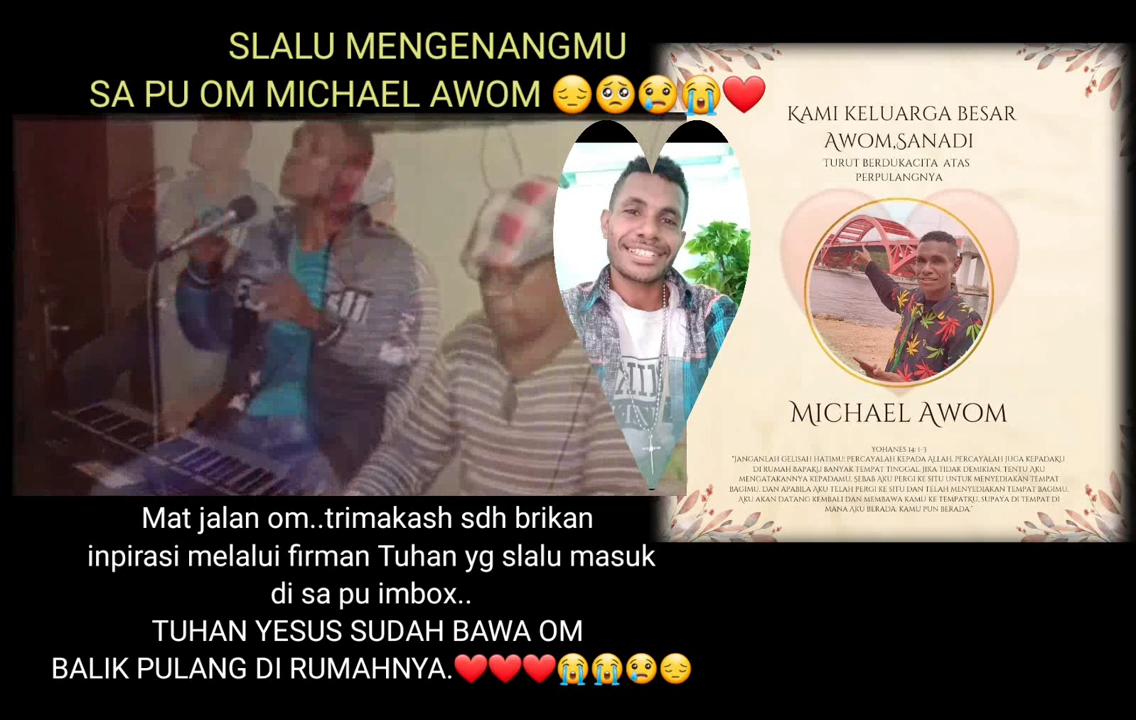 SLALU MENGENANGMU
SA PU OM MICHAEL AWOM 😔🥺😢😭❤️
KAMI KELUARGA BESAR
AWOM,SANADI
TURUT BERDUKACITA ATAS
PERPULANGNYA
MICHAEL AWOM
YOHANES 14: 1-3
"JANGANLAH GELISAH HATIMU; PERCAYALAH KEPADA ALLAH, PERCAYALAH JUGA KEPADAKU
DI RUMAH BAPAKU BANYAK TEMPAT TINGGAL. JIKA TIDAK DEMIKIAN, TENTU AKU
MENGATAKANNYA KEPADAMU. SEBAB AKU PERGI KE SITU UNTUK MENYEDIAKAN TEMPAT
BAGIMU. DAN APABILA AKU TELAH PERGI KE SITU DAN TELAH MENYEDIAKAN TEMPAT BAGIMU,
AKU AKAN DATANG KEMBALI DAN MEMBAWA KAMU KE TEMPATKU, SUPAYA DI TEMPAT DI
MANA AKU BERADA, KAMU PUN BERADA."
Mat jalan om..trimakash sdh brikan
inpirasi melalui firman Tuhan yg slalu masuk
di sa pu imbox..
TUHAN YESUS SUDAH BAWA OM
BALIK PULANG DI RUMAHNYA.❤️❤️❤️😭😭😢😔